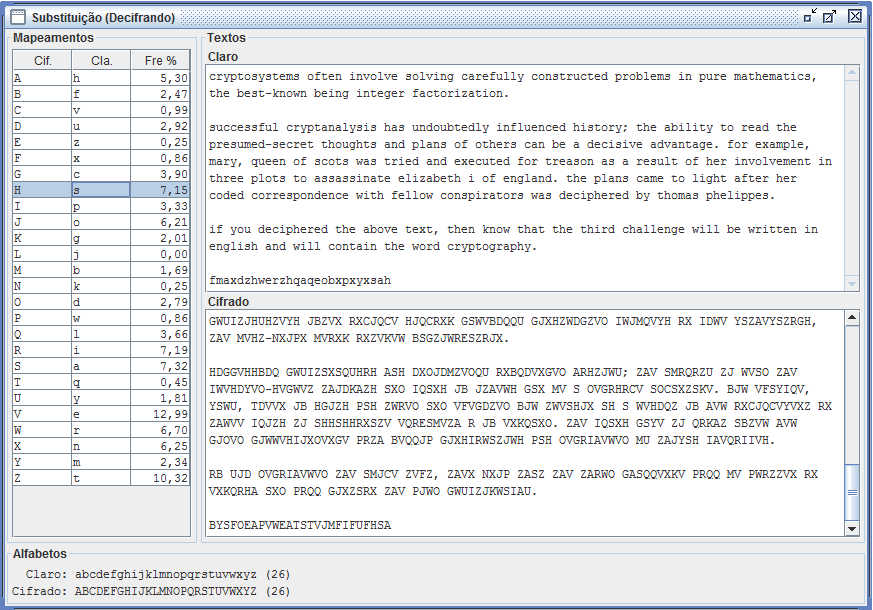 Substituição (Decifrando)
Mapeamentos
Cif. Cla. Fre %
A h 5,30
B f 2,47
C v 0,99
D u 2,92
E z 0,25
F x 0,86
G c 3,90
H s 7,15
I p 3,33
J o 6,21
K g 2,01
L j 0,00
M b 1,69
N k 0,25
O d 2,79
P w 0,86
Q l 3,66
R i 7,19
S a 7,32
T q 0,45
U y 1,81
V e 12,99
W r 6,70
X n 6,25
Y m 2,34
Z t 10,32
Textos
Claro
cryptosystems often involve solving carefully constructed problems in pure mathematics,
the best-known being integer factorization.
successful cryptanalysis has undoubtedly influenced history; the ability to read the
presumed-secret thoughts and plans of others can be a decisive advantage. for example,
mary, queen of scots was tried and executed for treason as a result of her involvement in
three plots to assassinate elizabeth i of england. the plans came to light after her
coded correspondence with fellow conspirators was deciphered by thomas phelippes.
if you deciphered the above text, then know that the third challenge will be written in
english and will contain the word cryptography.
fmaxdzhwerzhqaqeobxpxyxsah
Cifrado
GWUIZJHUHZVYH JBZVX RXCJQCV HJQCRXK GSWVBDQQU GJXHZWDGZVO IWJMQVYH RX IDWV YSZAVYSZRGH,
ZAV MVHZ-NXJPX MVRXK RXZVKVW BSGZJWRESZRJX.
HDGGVHHBDQ GWUIZSXSQUHRH ASH DXOJDMZVOQU RXBQDVXGVO ARHZJWU; ZAV SMRQRZU ZJ WVSO ZAV
IWVHDYVO-HVGWVZ ZAJDKAZH SXO IQSXH JB JZAVWH GSX MV S OVGRHRCV SOCSXZSKV. BJW VFSYIQV,
YSWU, TDVVX JB HGJZH PSH ZWRVO SXO VFVGDZVO BJW ZWVSHJX SH S WVHDQZ JB AVW RXCJQCVYVXZ RX
ZAWVV IQJZH ZJ SHHSHHRXSZV VQRESMVZA R JB VXKQSXO. ZAV IQSXH GSYV ZJ QRKAZ SBZVW AVW
GJOVO GJWWVHIJXOVXGV PRZA BVQQJP GJXHIRWSZJWH PSH OVGRIAVWVO MU ZAJYSH IAVQRIIVH.
RB UJD OVGRIAVWVO ZAV SMJCV ZVFZ, ZAVX NXJP ZASZ ZAV ZARWO GASQQVXKV PRQQ MV PWRZZVX RX
VXKQRHA SXO PRQQ GJXZSRX ZAV PJWO GWUIZJKWSIAU.
BYSFOEAPVWEATSTVJMFIFUFHSA
Alfabetos
Claro: abcdefghijklmnopqrstuvwxyz (26)
Cifrado: ABCDEFGHIJKLMNOPQRSTUVWXYZ (26)